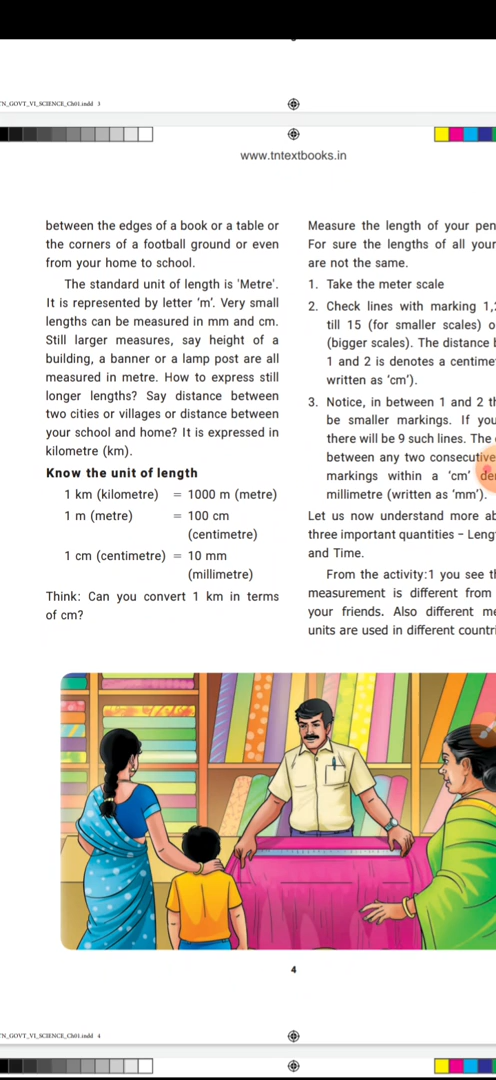 TN_GOVT_VI_SCIENCE_Ch01.indd 3
www.tntextbooks.in
between the edges of a book or a table or
the corners of a football ground or even
from your home to school.
The standard unit of length is 'Metre'.
It is represented by letter 'm'. Very small
lengths can be measured in mm and cm.
Still larger measures, say height of a
building, a banner or a lamp post are all
measured in metre. How to express still
longer lengths? Say distance between
two cities or villages or distance between
your school and home? It is expressed in
kilometre (km).
Know the unit of length
1 km (kilometre) = 1000 m (metre)
1 m (metre) = 100 cm
(centimetre)
1 cm (centimetre) = 10 mm
(millimetre)
Think: Can you convert 1 km in terms
of cm?
Measure the length of your pen
For sure the lengths of all your
are not the same.
1. Take the meter scale
2. Check lines with marking 1,
till 15 (for smaller scales) o
(bigger scales). The distance
1 and 2 is denotes a centime
written as 'cm').
3. Notice, in between 1 and 2 th
be smaller markings. If you
there will be 9 such lines. The
between any two consecutive
markings within a 'cm' de
millimetre (written as 'mm').
Let us now understand more ab
three important quantities – Leng
and Time.
From the activity:1 you see th
measurement is different from
your friends. Also different me
units are used in different countri
4
TN_GOVT_VI_SCIENCE_Ch01.indd 4